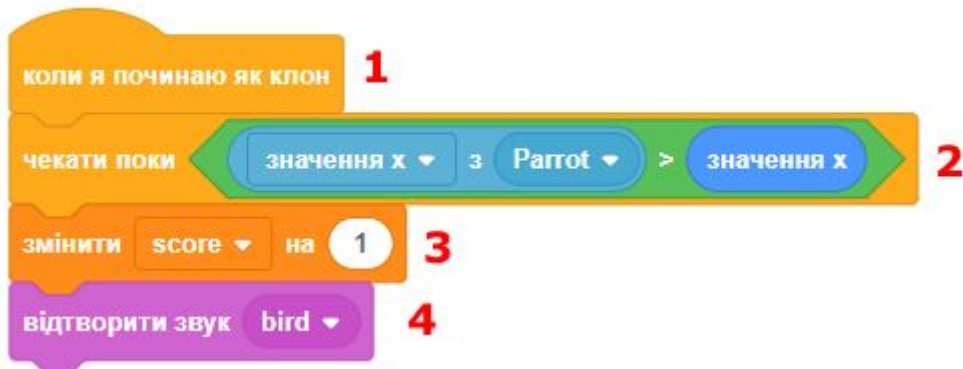 коли я починаю як клон 1
чекати поки значення x з Parrot > значення x 2
змінити score на 1 3
відтворити звук bird 4